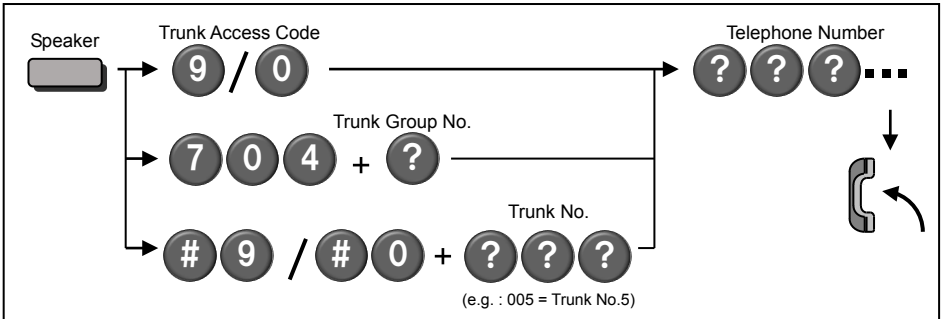 Speaker
Trunk Access Code
9 / 0
Telephone Number
? ? ? ...
Trunk Group No.
7 0 4 + ?
Trunk No.
# 9 / # 0 + ? ? ?
(e.g. : 005 = Trunk No.5)